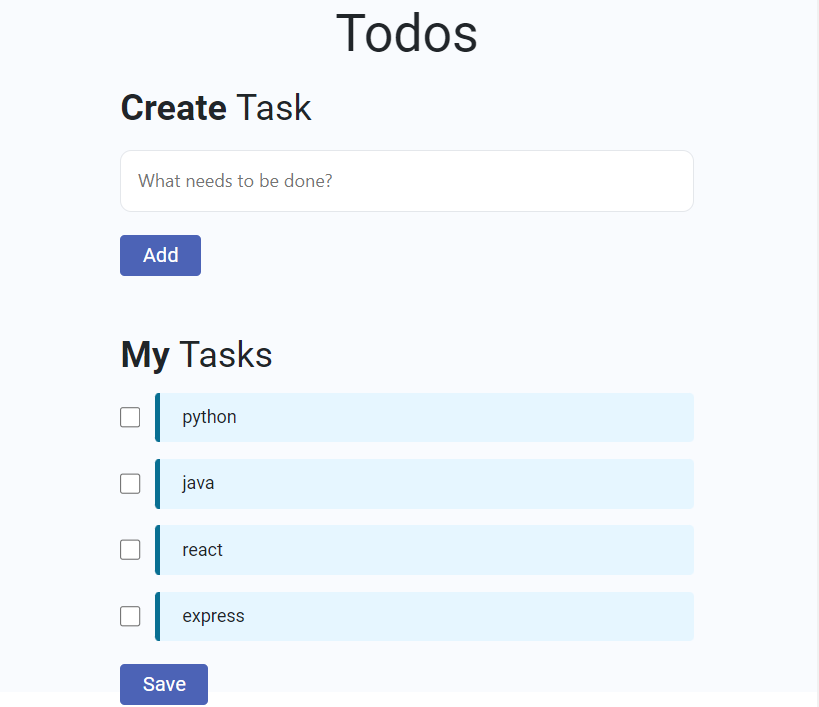 Todos
Create Task
What needs to be done?
Add
My Tasks
python
java
react
express
Save